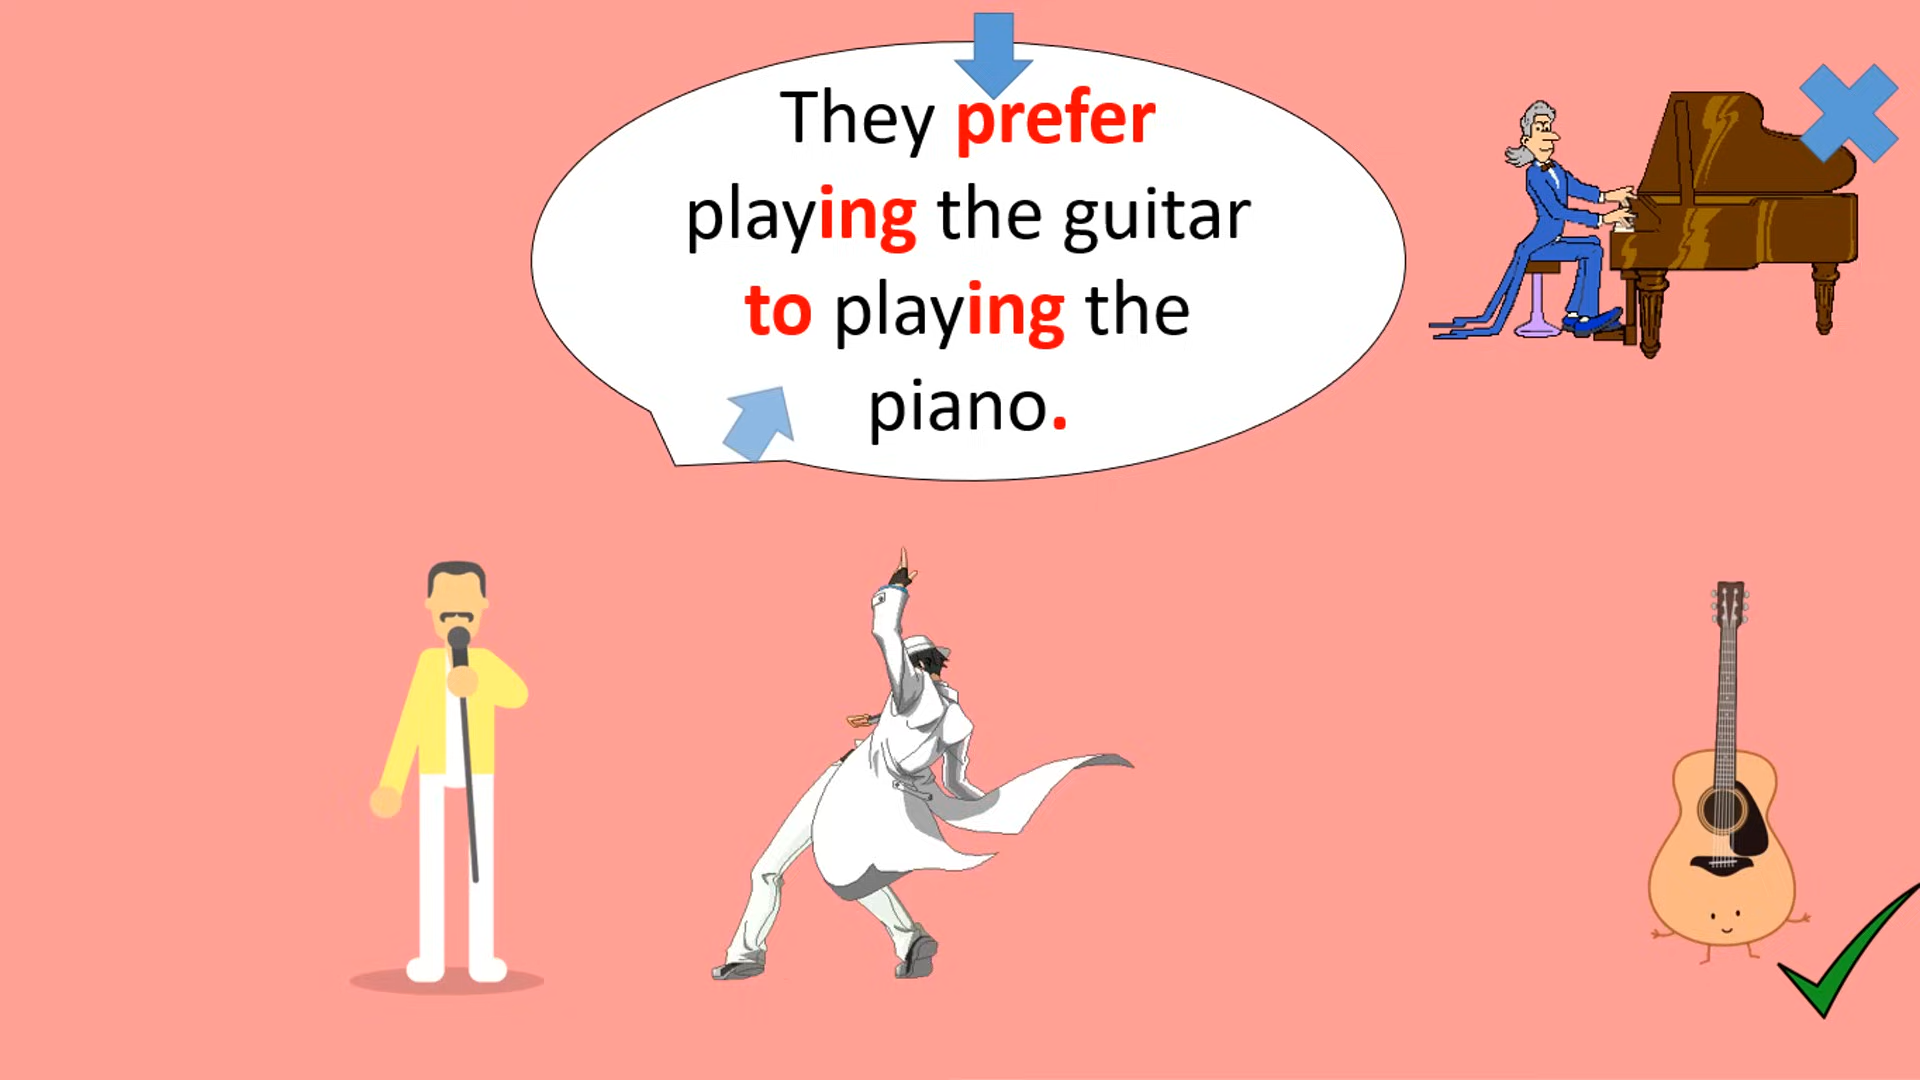 They prefer
playing the guitar
to playing the
piano.